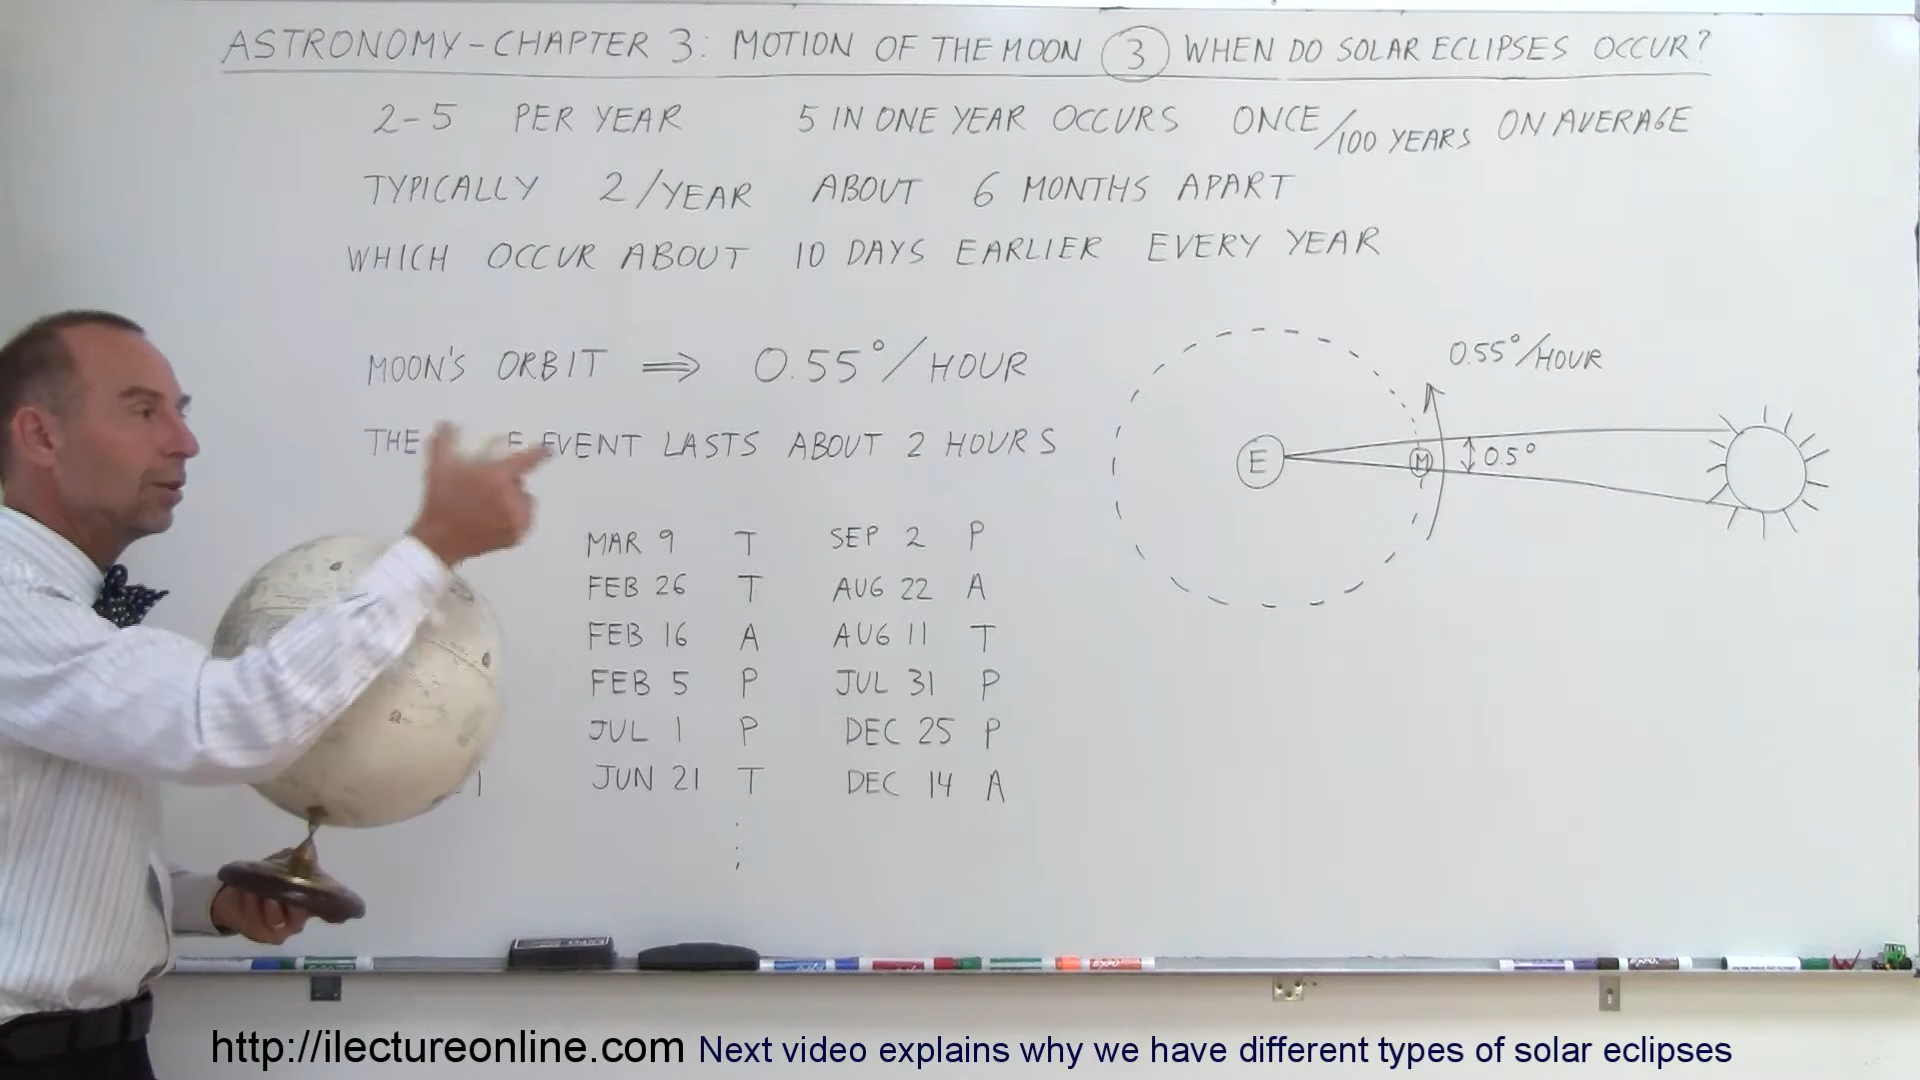 ASTRONOMY - CHAPTER 3: MOTION OF THE MOON 3 WHEN DO SOLAR ECLIPSES OCCUR?
2-5 PER YEAR 5 IN ONE YEAR OCCURS ONCE/100 YEARS ON AVERAGE
TYPICALLY 2/YEAR ABOUT 6 MONTHS APART
WHICH OCCUR ABOUT 10 DAYS EARLIER EVERY YEAR
MOON'S ORBIT ⇒ 0.55°/HOUR
THE EVENT LASTS ABOUT 2 HOURS
MAR 9 T SEP 2 P
FEB 26 T AUG 22 A
FEB 16 A AUG 11 T
FEB 5 P JUL 31 P
JUL 1 P DEC 25 P
JUN 21 T DEC 14 A
0.55°/HOUR
E M 0.5°
http://ilectureonline.com Next video explains why we have different types of solar eclipses